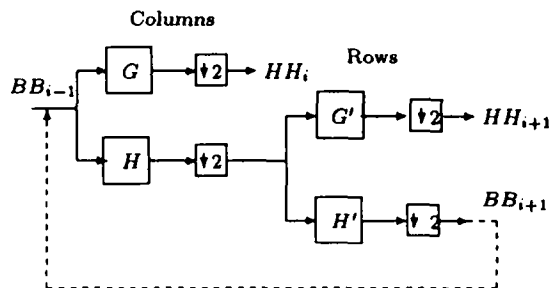 Columns
G
↓2
HH_i
Rows
BB_{i-1}
G'
↓2
HH_{i+1}
H
↓2
H'
↓2
BB_{i+1}